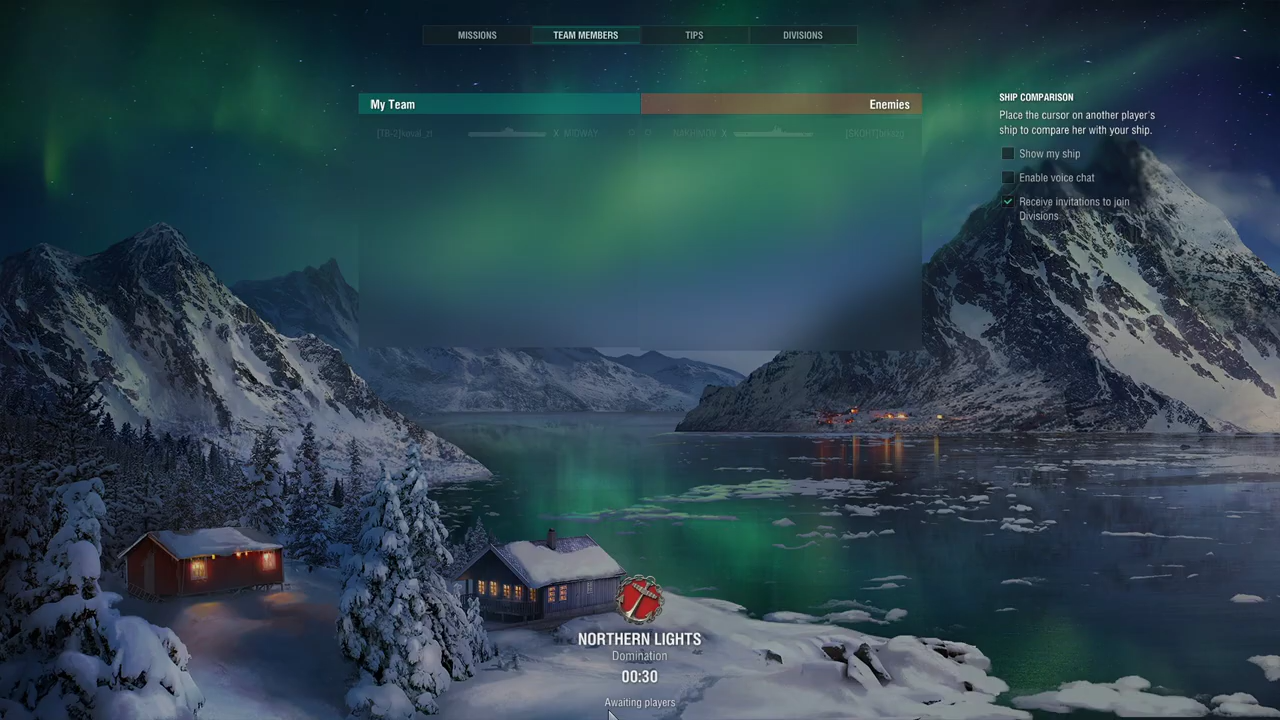 MISSIONS
TEAM MEMBERS
TIPS
DIVISIONS
My Team
Enemies
X MIDWAY
NAKHIMOV X
SHIP COMPARISON
Place the cursor on another player's
ship to compare her with your ship.
Show my ship
Enable voice chat
Receive invitations to join
Divisions
NORTHERN LIGHTS
Domination
00:30
Awaiting players